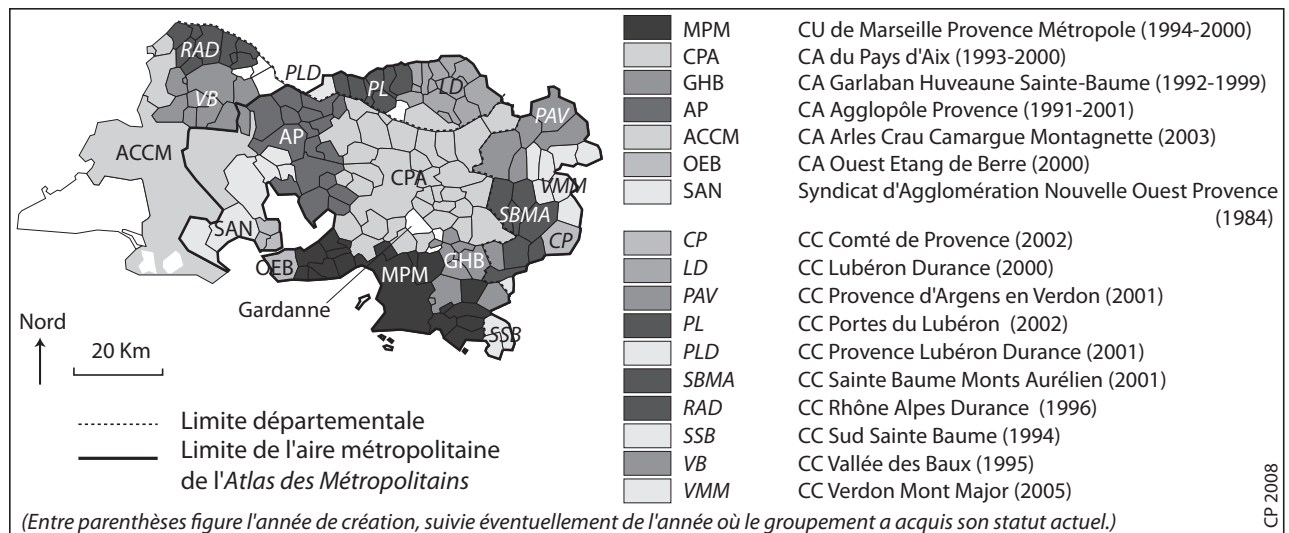 RAD
PLD
PL
LD
VB
PAV
AP
ACCM
CPA
VMM
SBMA
SAN
CP
OEB
MPM
GHB
Gardanne
SSB
Nord
20 Km
Limite départementale
Limite de l'aire métropolitaine
de l'Atlas des Métropolitains
MPM CU de Marseille Provence Métropole (1994-2000)
CPA CA du Pays d'Aix (1993-2000)
GHB CA Garlaban Huveaune Sainte-Baume (1992-1999)
AP CA Agglopôle Provence (1991-2001)
ACCM CA Arles Crau Camargue Montagnette (2003)
OEB CA Ouest Etang de Berre (2000)
SAN Syndicat d'Agglomération Nouvelle Ouest Provence
(1984)
CP CC Comté de Provence (2002)
LD CC Lubéron Durance (2000)
PAV CC Provence d'Argens en Verdon (2001)
PL CC Portes du Lubéron (2002)
PLD CC Provence Lubéron Durance (2001)
SBMA CC Sainte Baume Monts Aurélien (2001)
RAD CC Rhône Alpes Durance (1996)
SSB CC Sud Sainte Baume (1994)
VB CC Vallée des Baux (1995)
VMM CC Verdon Mont Major (2005)
CP 2008
(Entre parenthèses figure l'année de création, suivie éventuellement de l'année où le groupement a acquis son statut actuel.)